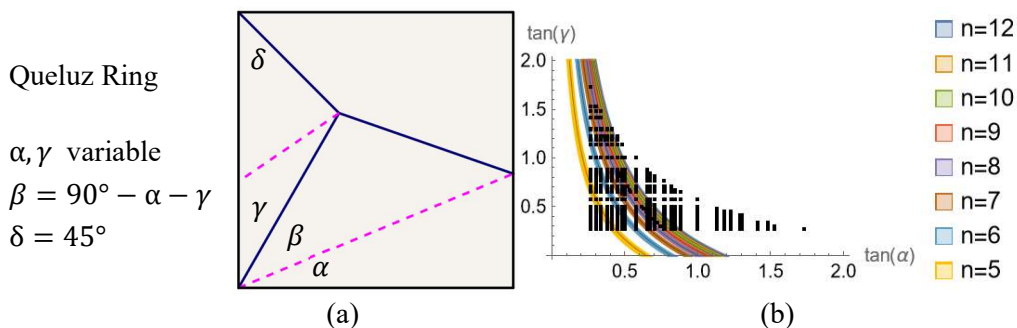 Queluz Ring
α, γ variable
β = 90° − α − γ
δ = 45°
δ
γ
β
α
(a)
tan(γ)
2.0
1.5
1.0
0.5
0.5 1.0 1.5 2.0
tan(α)
(b)
n=12
n=11
n=10
n=9
n=8
n=7
n=6
n=5